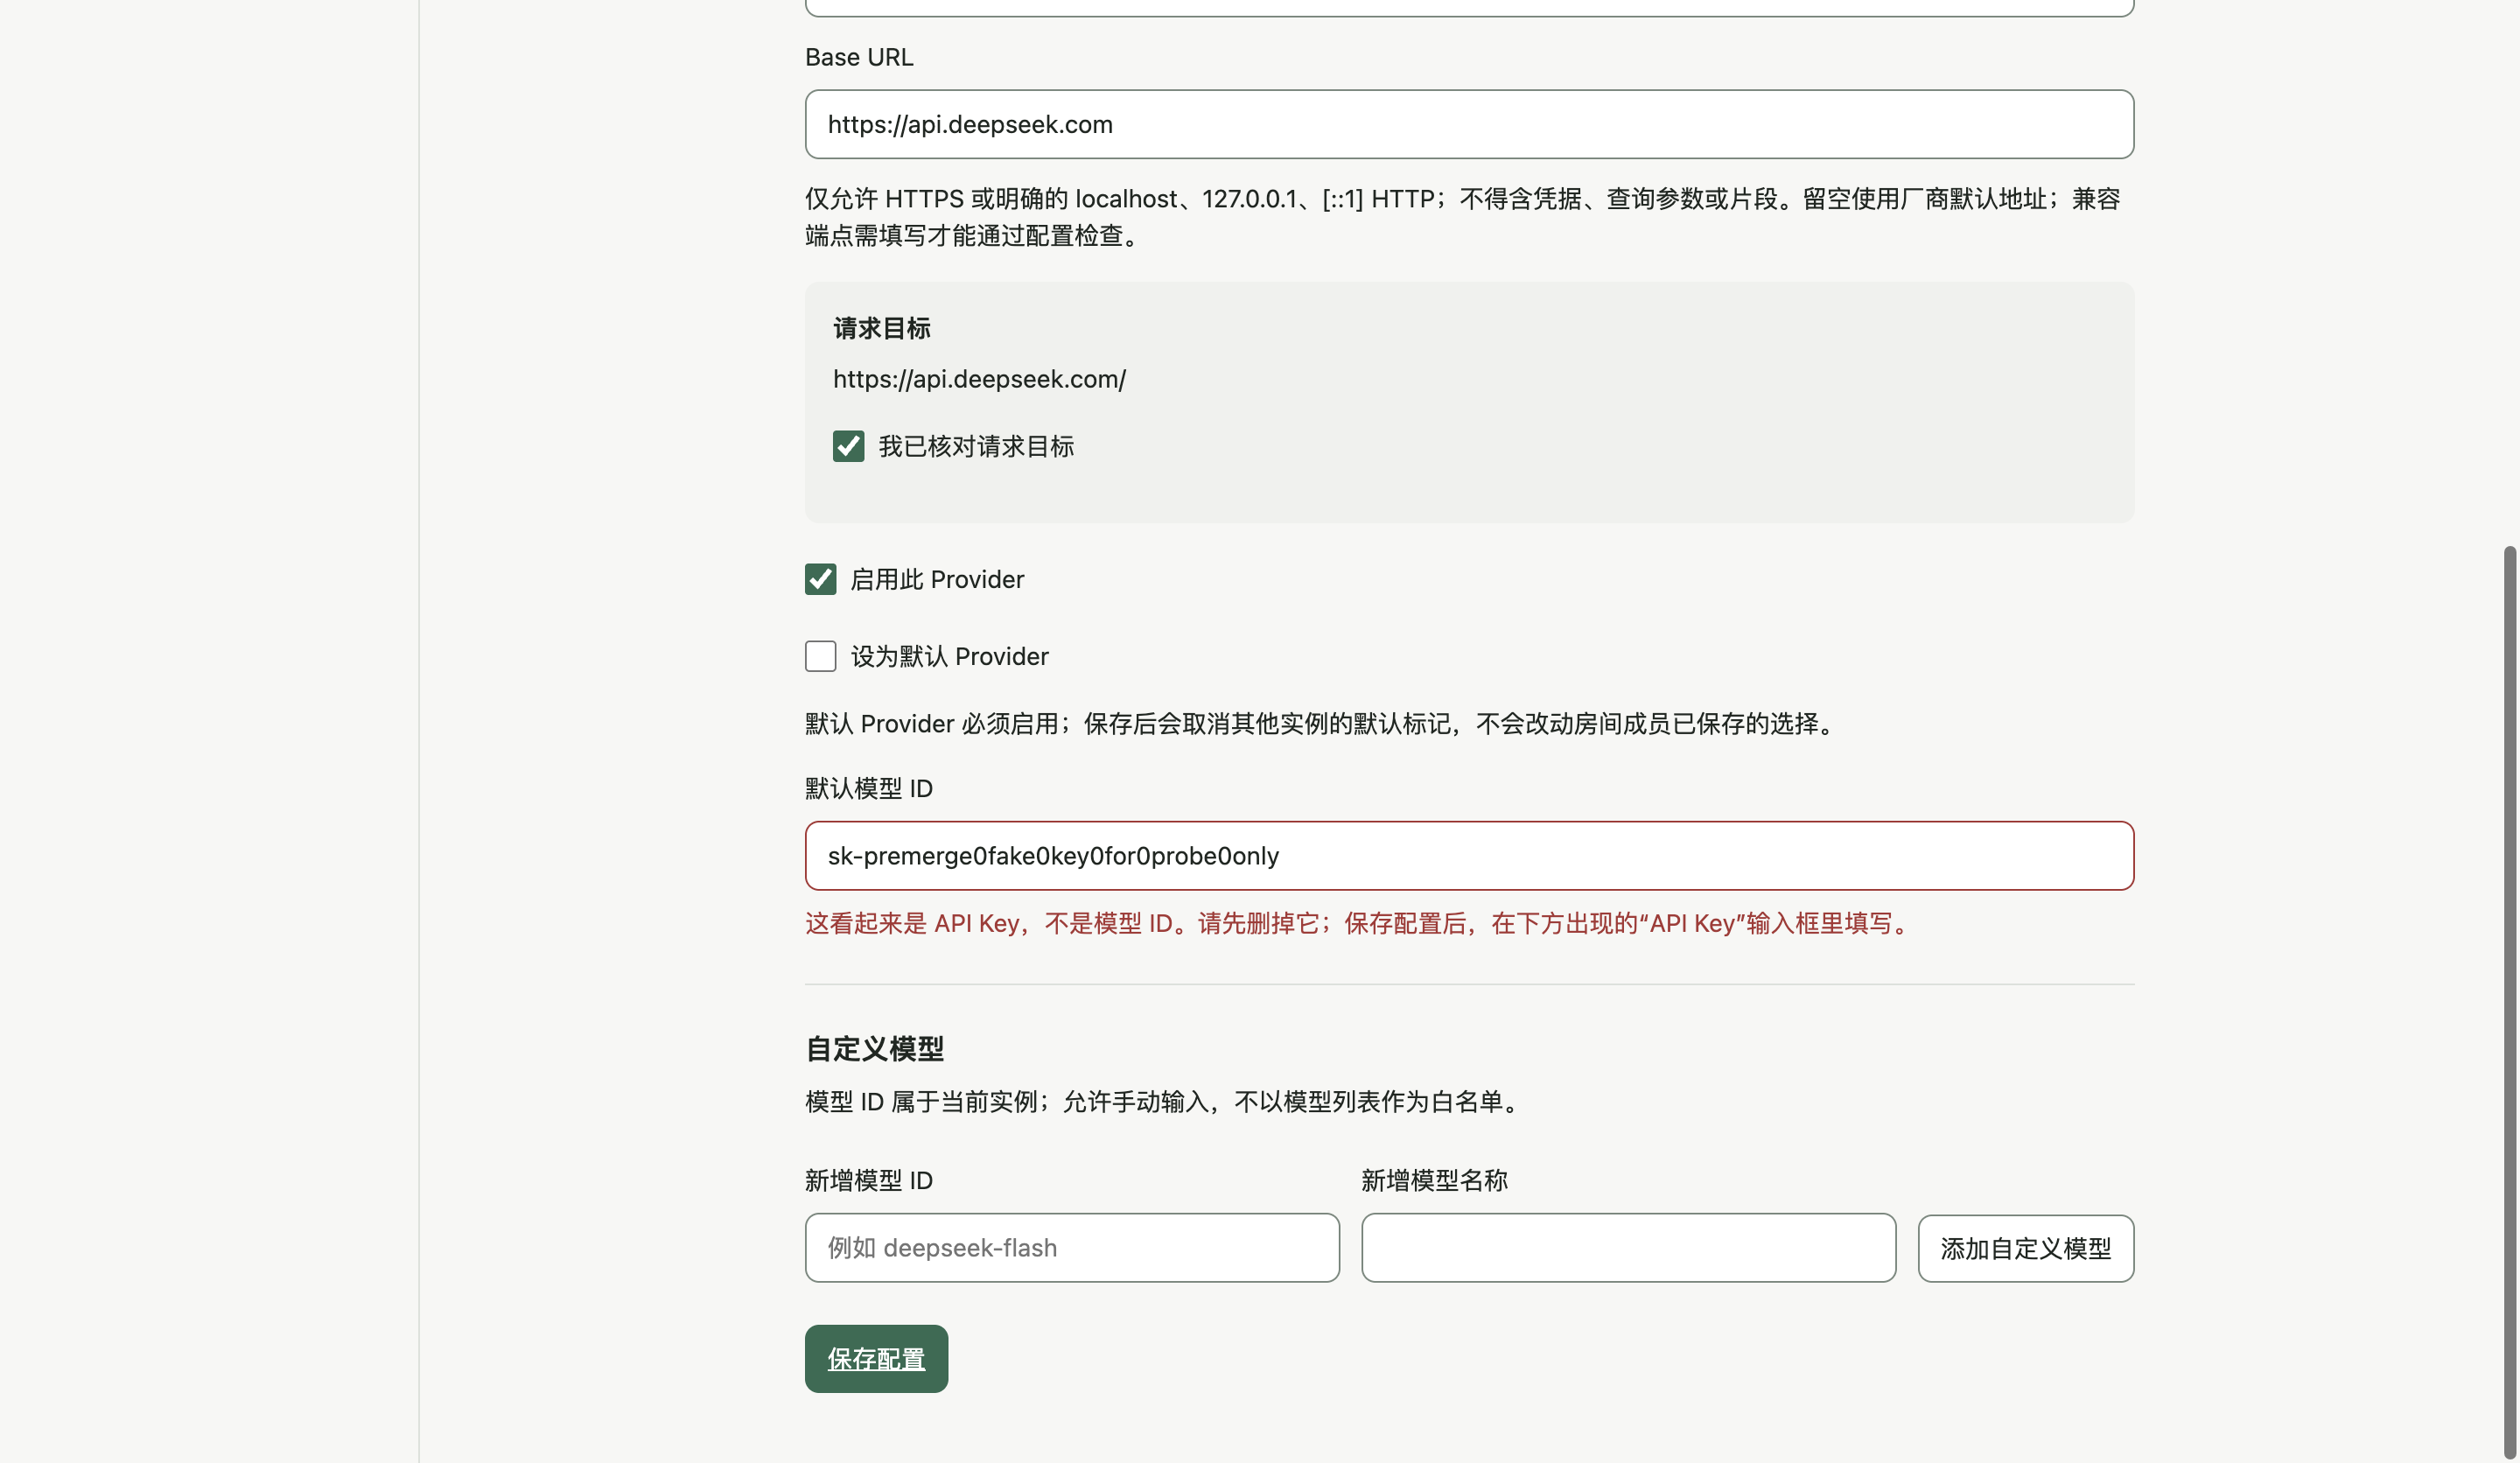 Base URL
https://api.deepseek.com
仅允许 HTTPS 或明确的 localhost、127.0.0.1、[::1] HTTP；不得含凭据、查询参数或片段。留空使用厂商默认地址；兼容
端点需填写才能通过配置检查。
请求目标
https://api.deepseek.com/
我已核对请求目标
启用此 Provider
设为默认 Provider
默认 Provider 必须启用；保存后会取消其他实例的默认标记，不会改动房间成员已保存的选择。
默认模型 ID
sk-premerge0fake0key0for0probe0only
这看起来是 API Key，不是模型 ID。请先删掉它；保存配置后，在下方出现的“API Key”输入框里填写。
自定义模型
模型 ID 属于当前实例；允许手动输入，不以模型列表作为白名单。
新增模型 ID
新增模型名称
例如 deepseek-flash
添加自定义模型
保存配置